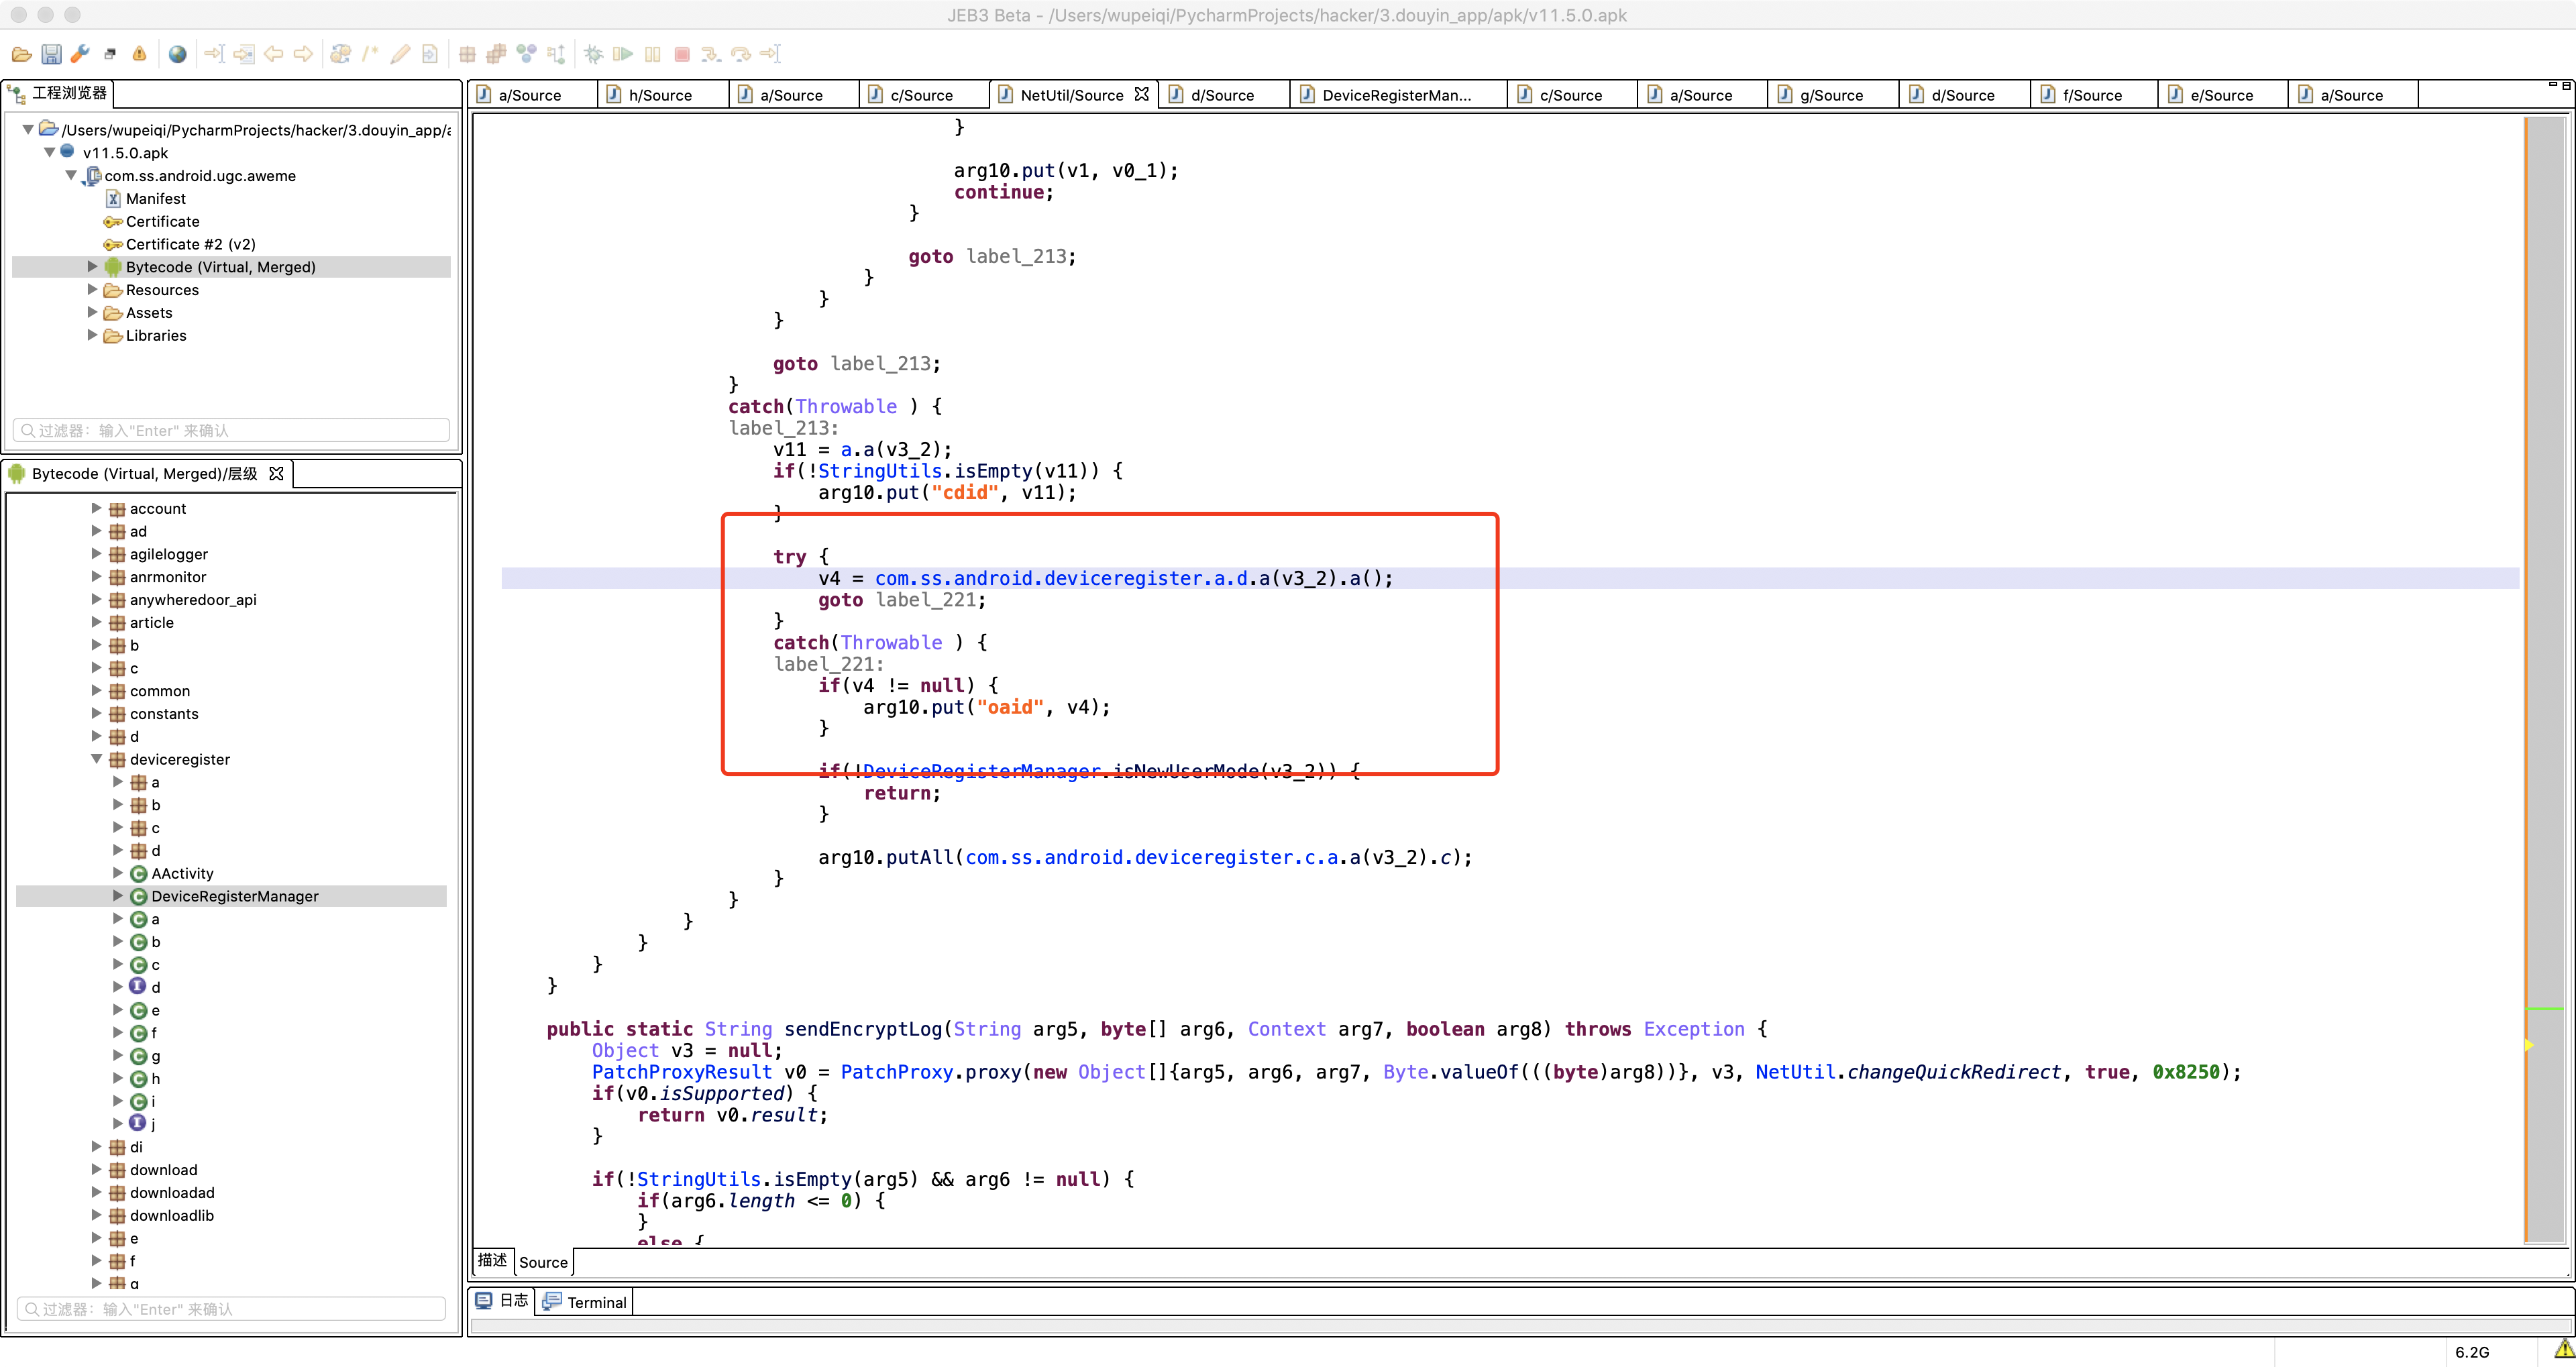 JEB3 Beta - /Users/wupeiqi/PycharmProjects/hacker/3.douyin_app/apk/v11.5.0.apk
工程浏览器
/Users/wupeiqi/PycharmProjects/hacker/3.douyin_app/a
v11.5.0.apk
com.ss.android.ugc.aweme
Manifest
Certificate
Certificate #2 (v2)
Bytecode (Virtual, Merged)
Resources
Assets
Libraries
过滤器：输入"Enter" 来确认
Bytecode (Virtual, Merged)/层级
account
ad
agilelogger
anrmonitor
anywheredoor_api
article
b
c
common
constants
d
deviceregister
a
b
c
d
AActivity
DeviceRegisterManager
a
b
c
d
e
f
g
h
i
j
di
download
downloadad
downloadlib
e
f
g
过滤器：输入"Enter" 来确认
a/Source
h/Source
a/Source
c/Source
NetUtil/Source
d/Source
DeviceRegisterMan...
c/Source
a/Source
g/Source
d/Source
f/Source
e/Source
a/Source
}
arg10.put(v1, v0_1);
continue;
}
goto label_213;
}
}
}
goto label_213;
}
catch(Throwable ) {
label_213:
v11 = a.a(v3_2);
if(!StringUtils.isEmpty(v11)) {
arg10.put("cdid", v11);
}
try {
v4 = com.ss.android.deviceregister.a.d.a(v3_2).a();
goto label_221;
}
catch(Throwable ) {
label_221:
if(v4 != null) {
arg10.put("oaid", v4);
}
if(!DeviceRegisterManager.isNewUserMode(v3_2)) {
return;
}
arg10.putAll(com.ss.android.deviceregister.c.a.a(v3_2).c);
}
}
}
}
}
}
public static String sendEncryptLog(String arg5, byte[] arg6, Context arg7, boolean arg8) throws Exception {
Object v3 = null;
PatchProxyResult v0 = PatchProxy.proxy(new Object[]{arg5, arg6, arg7, Byte.valueOf(((byte)arg8))}, v3, NetUtil.changeQuickRedirect, true, 0x8250);
if(v0.isSupported) {
return v0.result;
}
if(!StringUtils.isEmpty(arg5) && arg6 != null) {
if(arg6.length <= 0) {
}
else {
描述
Source
日志
Terminal
6.2G